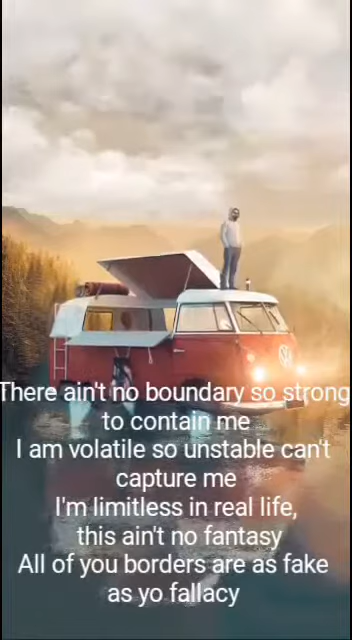 There ain't no boundary so strong
to contain me
I am volatile so unstable can't
capture me
I'm limitless in real life,
this ain't no fantasy
All of you borders are as fake
as yo fallacy